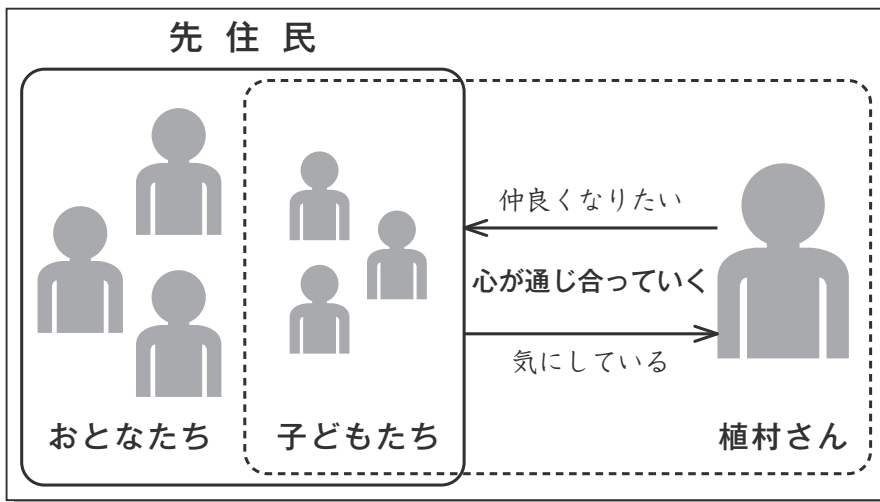 先住民
仲良くなりたい
心が通じ合っていく
気にしている
おとなたち
子どもたち
植村さん